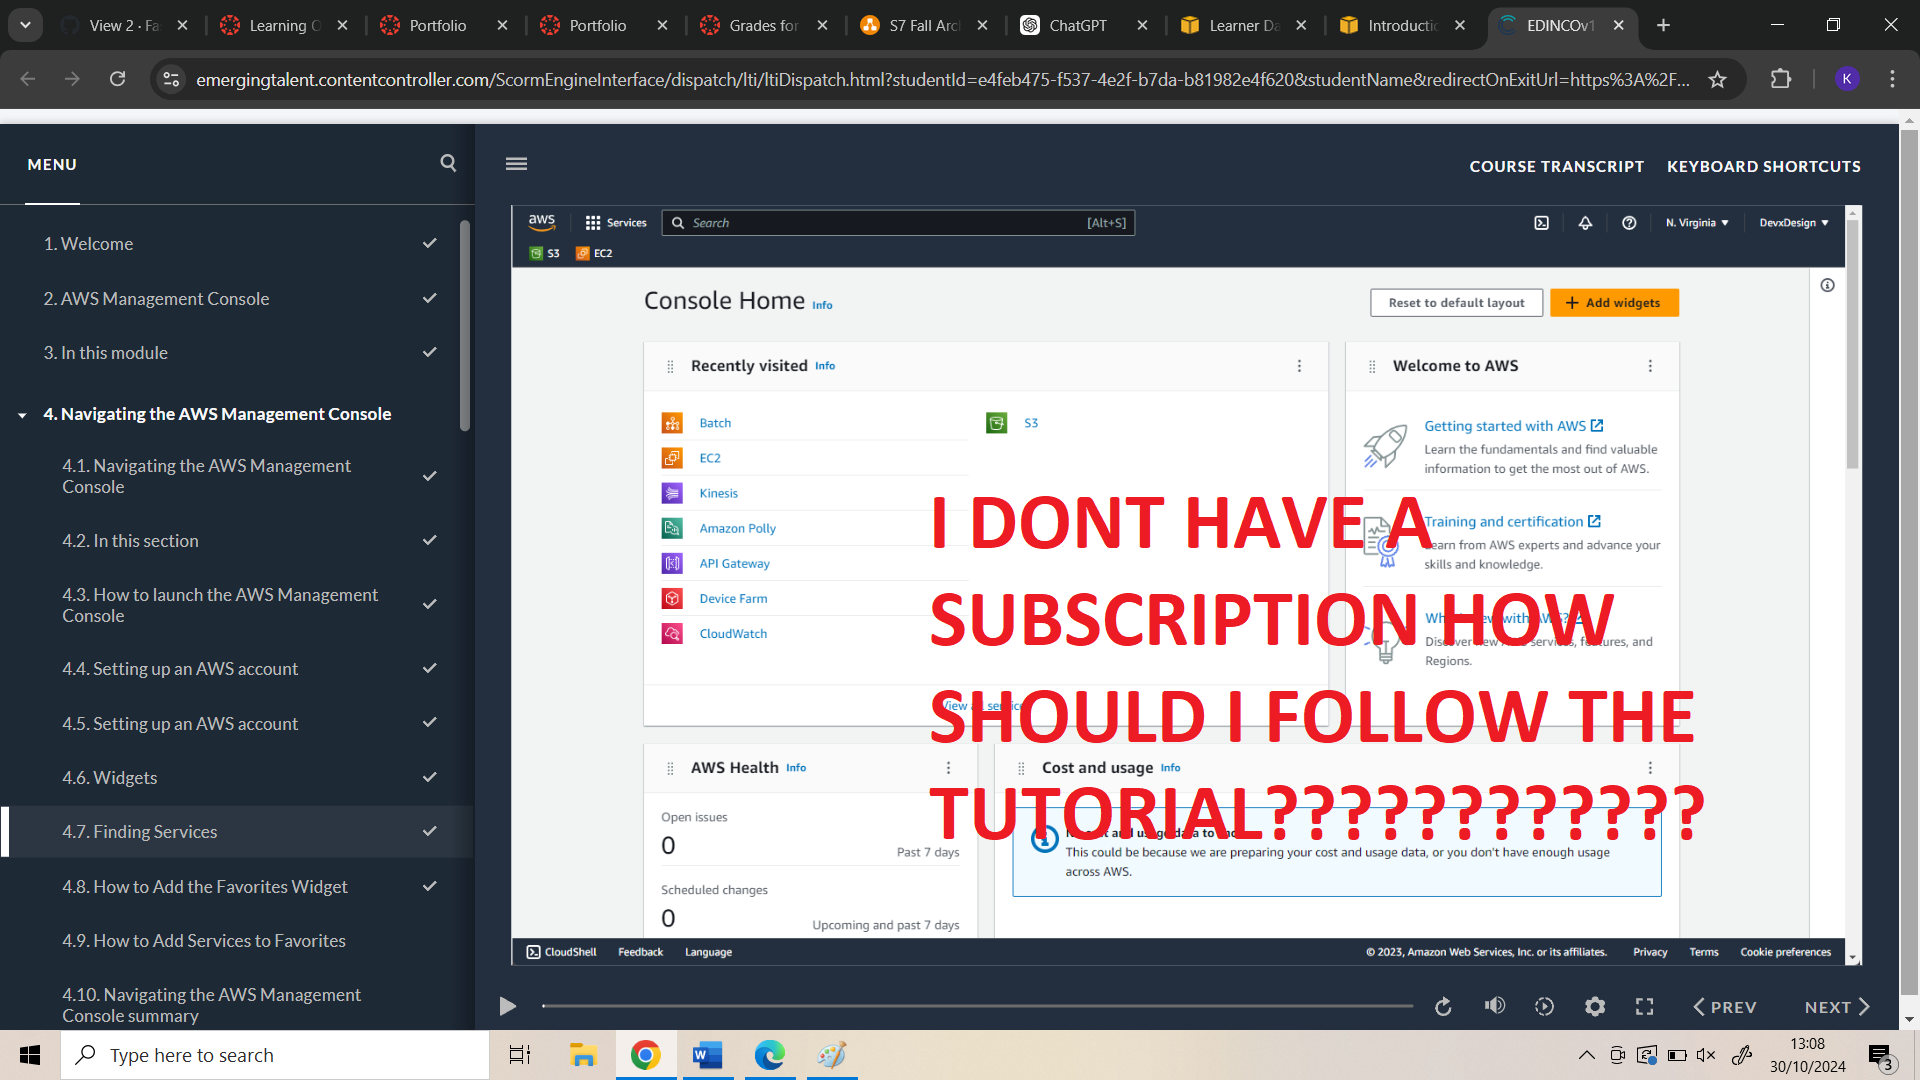 View 2 · Fa
Learning O
Portfolio
Portfolio
Grades for
S7 Fall Arc
ChatGPT
Learner Da
Introductio
EDINCOv1
emergingtalent.contentcontroller.com/ScormEngineInterface/dispatch/lti/ltiDispatch.html?studentId=e4feb475-f537-4e2f-b7da-b81982e4f620&studentName&redirectOnExitUrl=https%3A%2F...
K
MENU
COURSE TRANSCRIPT
KEYBOARD SHORTCUTS
1. Welcome
2. AWS Management Console
3. In this module
4. Navigating the AWS Management Console
4.1. Navigating the AWS Management
Console
4.2. In this section
4.3. How to launch the AWS Management
Console
4.4. Setting up an AWS account
4.5. Setting up an AWS account
4.6. Widgets
4.7. Finding Services
4.8. How to Add the Favorites Widget
4.9. How to Add Services to Favorites
4.10. Navigating the AWS Management
Console summary
aws
Services
Search
[Alt+S]
N. Virginia
DevxDesign
S3
EC2
Console Home Info
Reset to default layout
+ Add widgets
Recently visited Info
Batch
EC2
Kinesis
Amazon Polly
API Gateway
Device Farm
CloudWatch
S3
Welcome to AWS
Getting started with AWS
Learn the fundamentals and find valuable
information to get the most out of AWS.
Training and certification
Learn from AWS experts and advance your
skills and knowledge.
Discover new AWS services, features, and
Regions.
I DONT HAVE A
SUBSCRIPTION HOW
SHOULD I FOLLOW THE
TUTORIAL????????????
AWS Health Info
Open issues
0
Past 7 days
Scheduled changes
0
Upcoming and past 7 days
Cost and usage Info
This could be because we are preparing your cost and usage data, or you don't have enough usage
across AWS.
CloudShell
Feedback
Language
© 2023, Amazon Web Services, Inc. or its affiliates.
Privacy
Terms
Cookie preferences
PREV
NEXT
Type here to search
13:08
30/10/2024
3